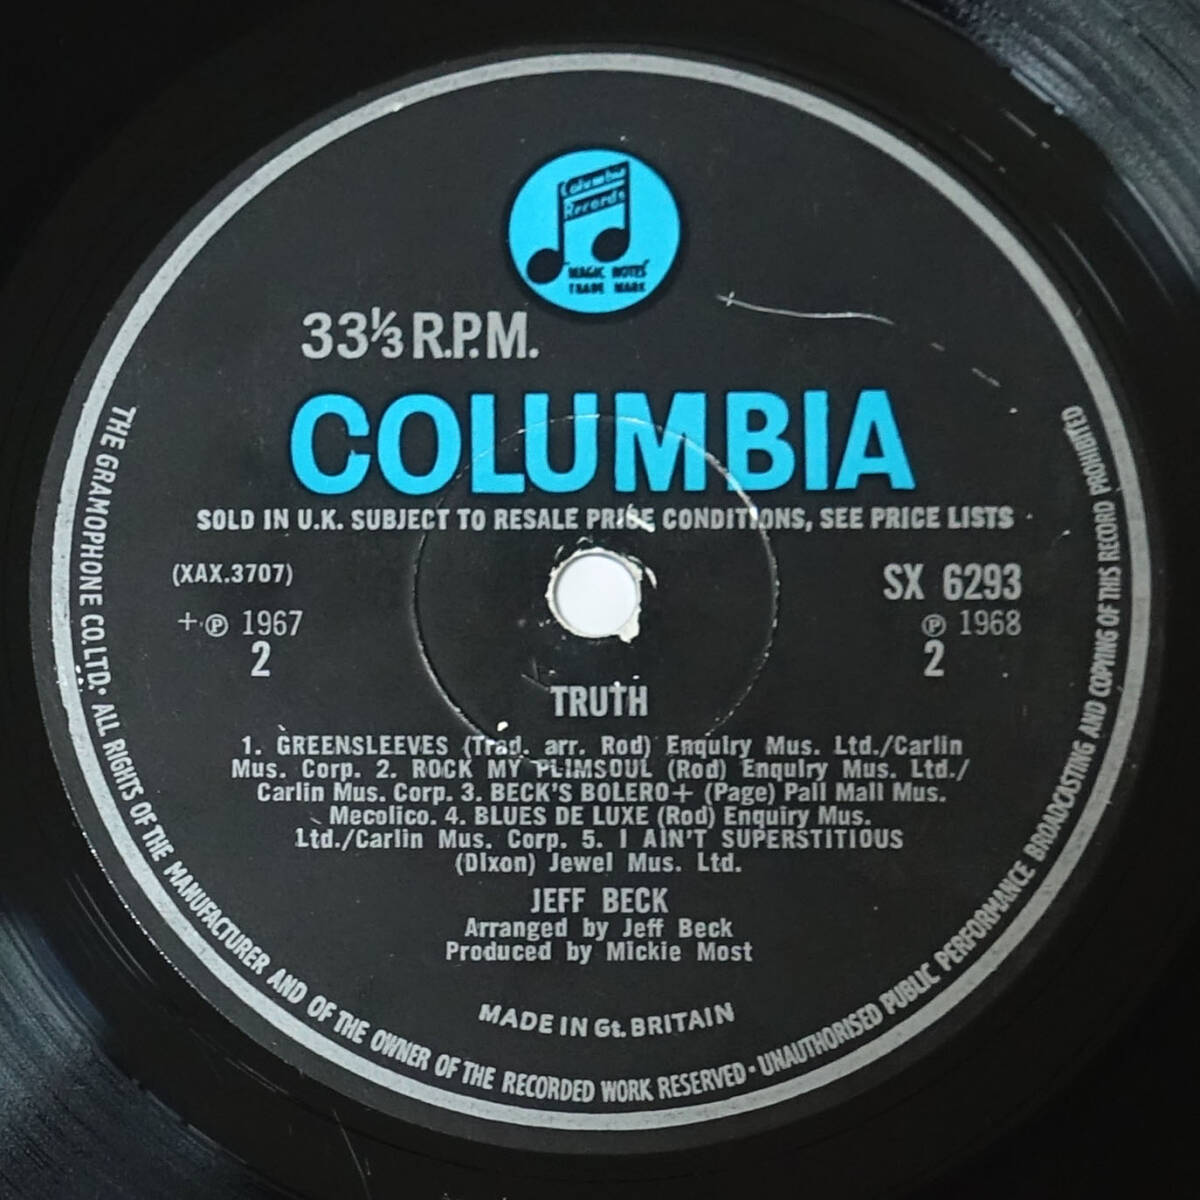 Columbia
Records
"MAGIC NOTES"
TRADE MARK
33⅓ R.P.M.
COLUMBIA
SOLD IN U.K. SUBJECT TO RESALE PRICE CONDITIONS, SEE PRICE LISTS
(XAX.3707)
SX 6293
+ ℗ 1967
℗ 1968
2
2
TRUTH
1. GREENSLEEVES (Trad. arr. Rod) Enquiry Mus. Ltd./Carlin
Mus. Corp. 2. ROCK MY PLIMSOUL (Rod) Enquiry Mus. Ltd./
Carlin Mus. Corp. 3. BECK'S BOLERO+ (Page) Pall Mall Mus.
Mecolico. 4. BLUES DE LUXE (Rod) Enquiry Mus.
Ltd./Carlin Mus. Corp. 5. I AIN'T SUPERSTITIOUS
(Dixon) Jewel Mus. Ltd.
JEFF BECK
Arranged by Jeff Beck
Produced by Mickie Most
MADE IN Gt. BRITAIN
THE GRAMOPHONE CO. LTD. · ALL RIGHTS OF THE MANUFACTURER AND OF THE OWNER OF THE RECORDED WORK RESERVED · UNAUTHORISED PUBLIC PERFORMANCE BROADCASTING AND COPYING OF THIS RECORD PROHIBITED